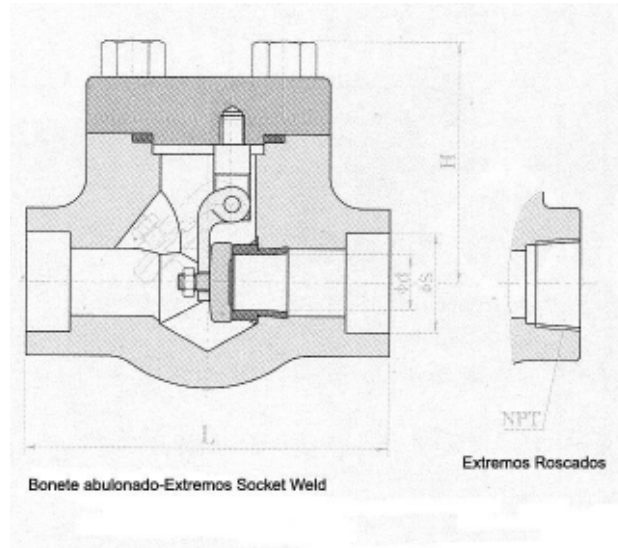 H
Φd
Φs
NPT
L
Extremos Roscados
Bonete abulonado-Extremos Socket Weld